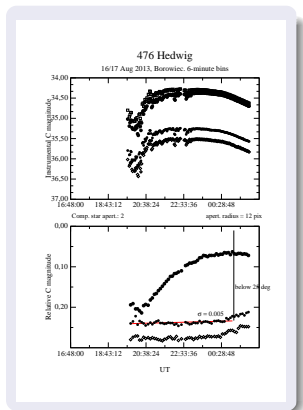 476 Hedwig
16/17 Aug 2013, Borowiec. 6-minute bins
Instrumental C magnitude
34,00
34,50
35,00
35,50
36,00
36,50
37,00
16:48:00 18:43:12 20:38:24 22:33:36 00:28:48
Comp. star apert.: 2 apert. radius = 12 pix
Relative C magnitude
0,00
0,10
0,20
below 28 deg
σ = 0.005
16:48:00 18:43:12 20:38:24 22:33:36 00:28:48
UT